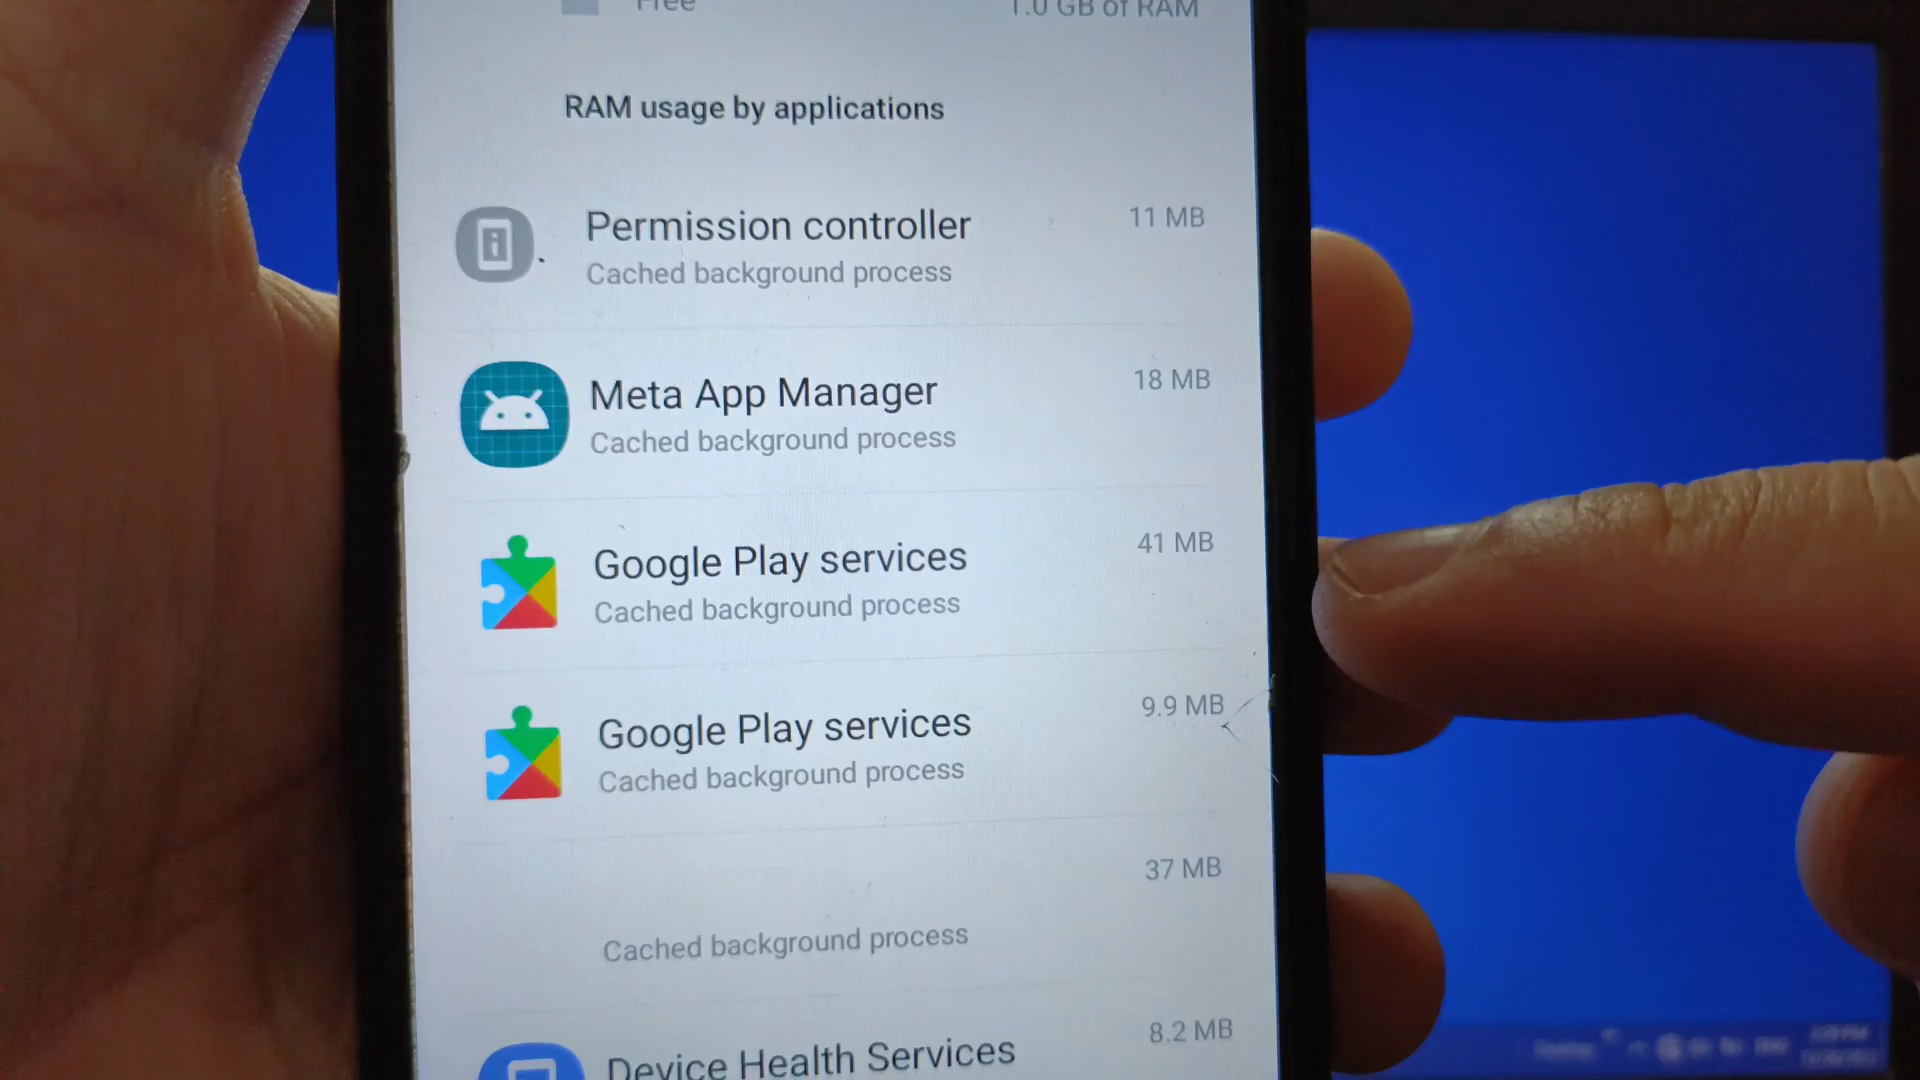 Free 1.0 GB of RAM
RAM usage by applications
Permission controller 11 MB
Cached background process
Meta App Manager 18 MB
Cached background process
Google Play services 41 MB
Cached background process
Google Play services 9.9 MB
Cached background process
37 MB
Cached background process
Device Health Services 8.2 MB